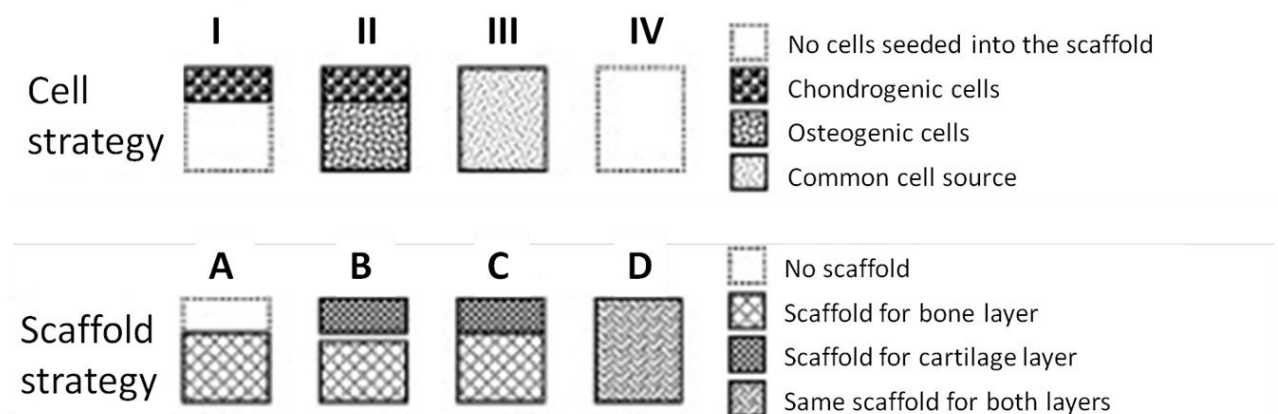 I II III IV
Cell strategy
No cells seeded into the scaffold
Chondrogenic cells
Osteogenic cells
Common cell source
A B C D
Scaffold strategy
No scaffold
Scaffold for bone layer
Scaffold for cartilage layer
Same scaffold for both layers